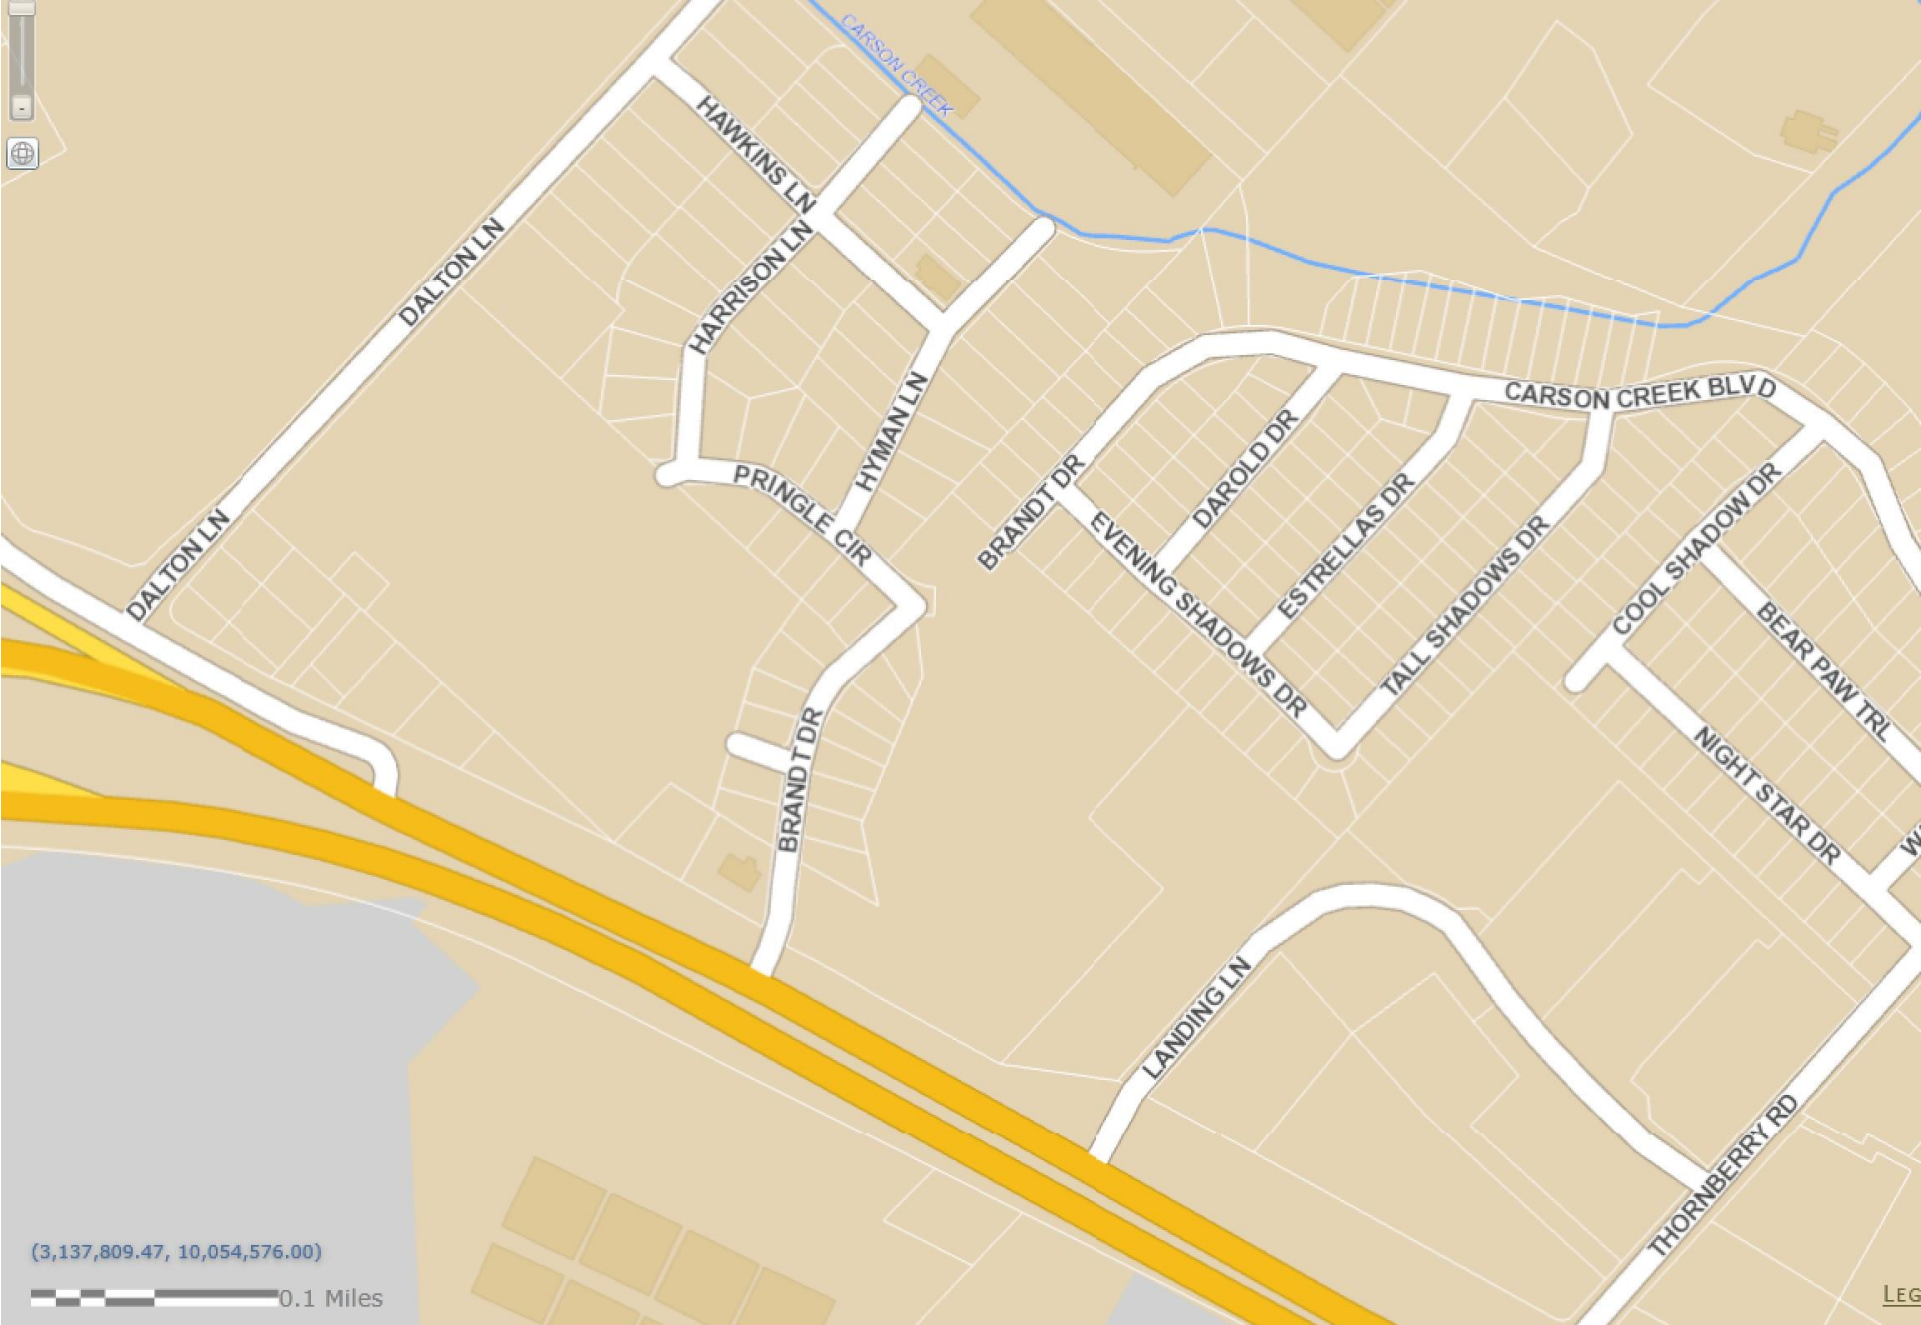 CARSON CREEK
HAWKINS LN
DALTON LN
HARRISON LN
HYMAN LN
CARSON CREEK BLVD
PRINGLE CIR
BRANDT DR
DAROLD DR
EVENING SHADOWS DR
ESTRELLAS DR
TALL SHADOWS DR
COOL SHADOW DR
DALTON LN
BEAR PAW TRL
BRANDT DR
NIGHT STAR DR
LANDING LN
THORNBERRY RD
(3,137,809.47, 10,054,576.00)
0.1 Miles
LEG
-